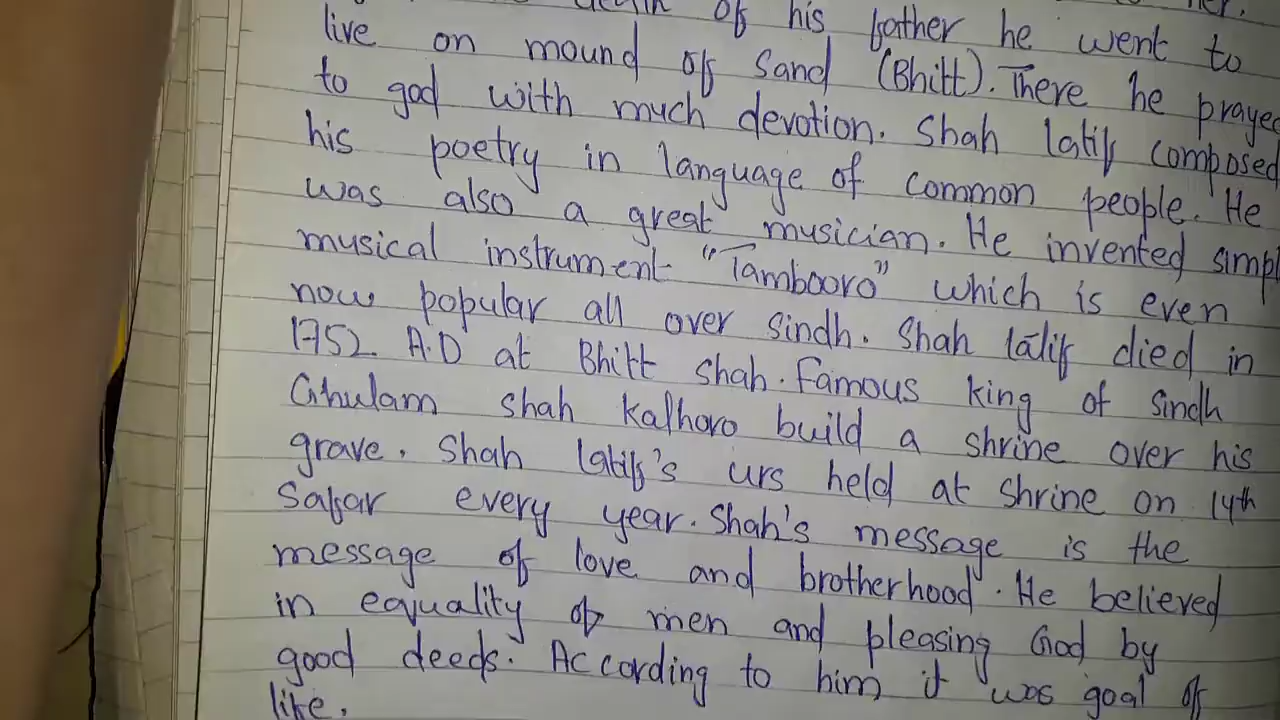 death of his father he went to
live on mound of Sand (Bhitt). There he prayed
to god with much devotion. Shah latif composed
his poetry in language of common people. He
was also a great musician. He invented simpl
musical instrument "Tambooro" which is even
now popular all over sindh. Shah latif died in
1752 A.D at Bhitt shah. Famous king of sindh
Ghulam shah kalhoro build a shrine over his
grave. Shah latif's urs held at shrine on 14th
Safar every year. Shah's message is the
message of love and brotherhood. He believed
in equality of men and pleasing God by
good deeds. According to him it was goal of
life.